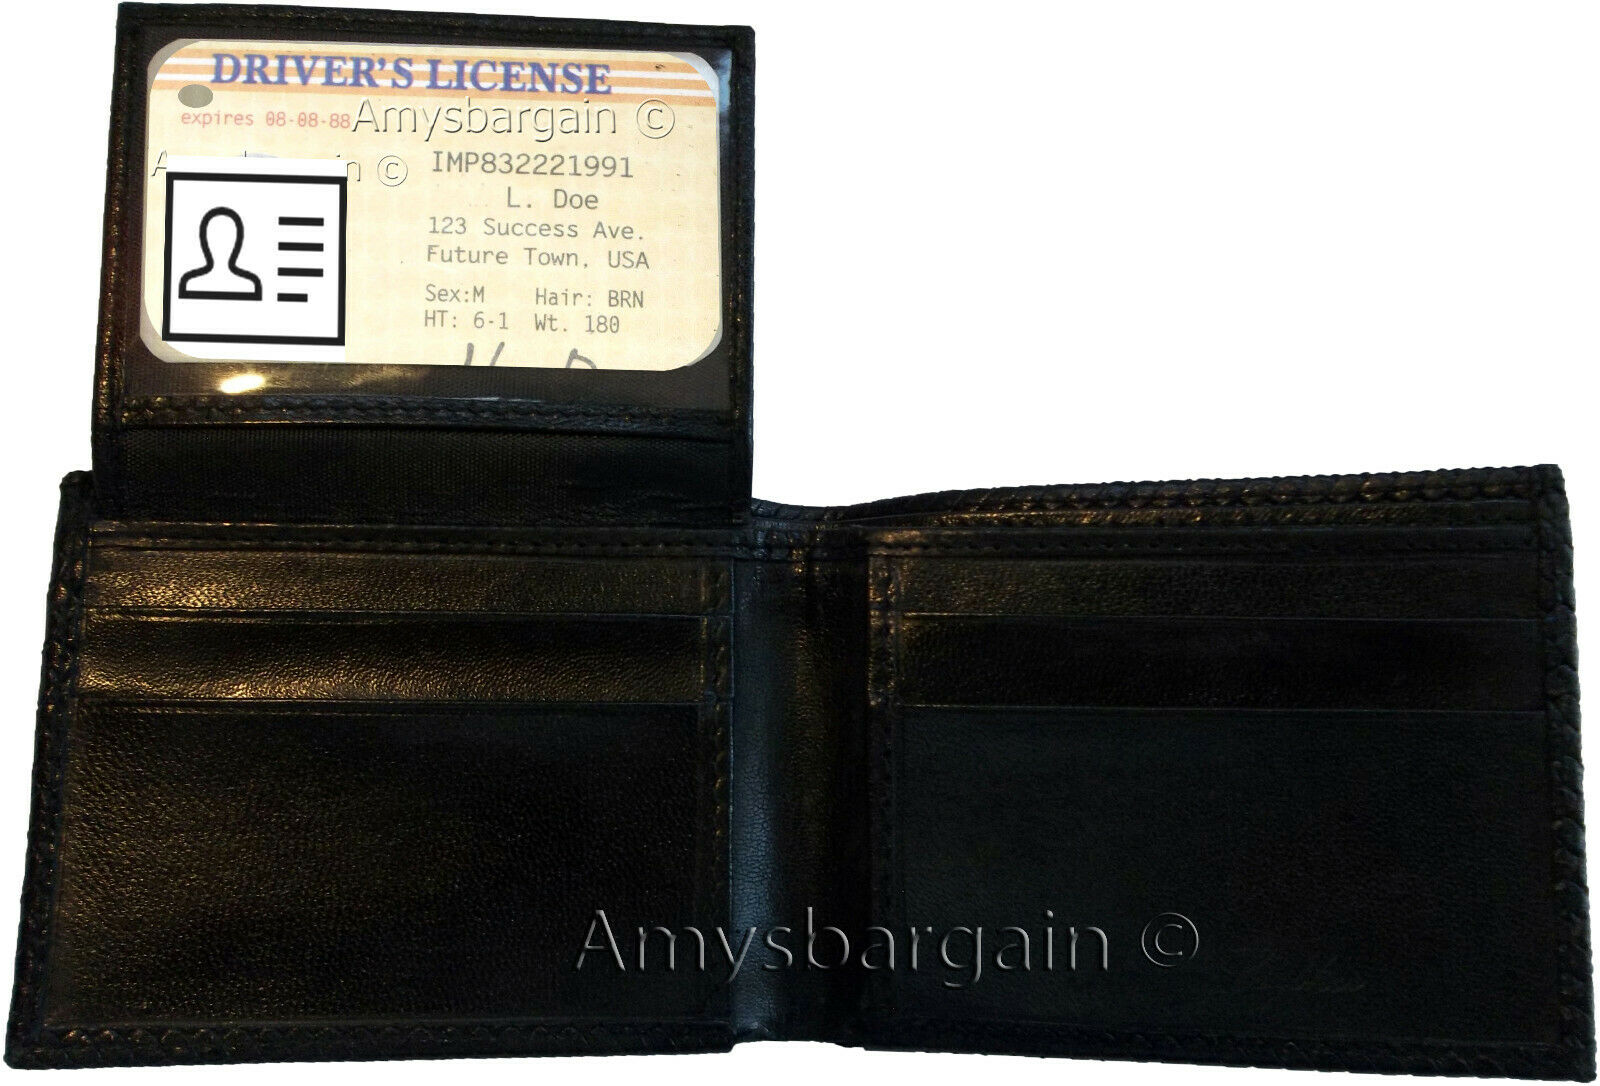 DRIVER'S LICENSE
expires 08-08-88
Amysbargain ©
IMP832221991
L. Doe
123 Success Ave.
Future Town, USA
Sex:M Hair: BRN
HT: 6-1 Wt. 180
Amysbargain ©